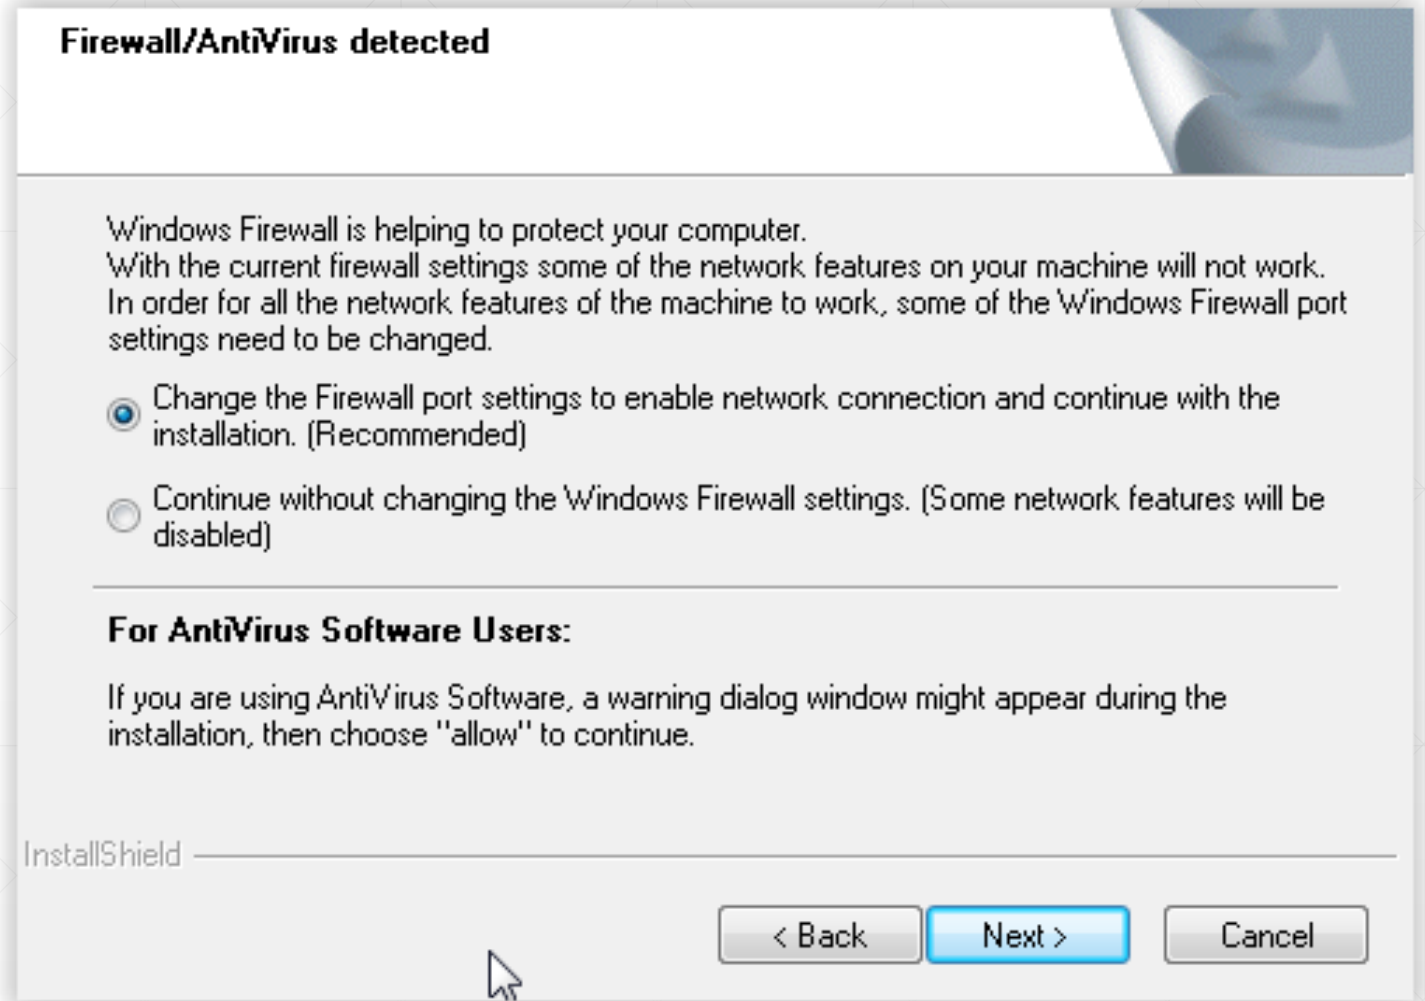 Firewall/AntiVirus detected
Windows Firewall is helping to protect your computer.
With the current firewall settings some of the network features on your machine will not work.
In order for all the network features of the machine to work, some of the Windows Firewall port
settings need to be changed.
Change the Firewall port settings to enable network connection and continue with the
installation. (Recommended)
Continue without changing the Windows Firewall settings. (Some network features will be
disabled)
For AntiVirus Software Users:
If you are using AntiVirus Software, a warning dialog window might appear during the
installation, then choose "allow" to continue.
InstallShield
< Back
Next >
Cancel